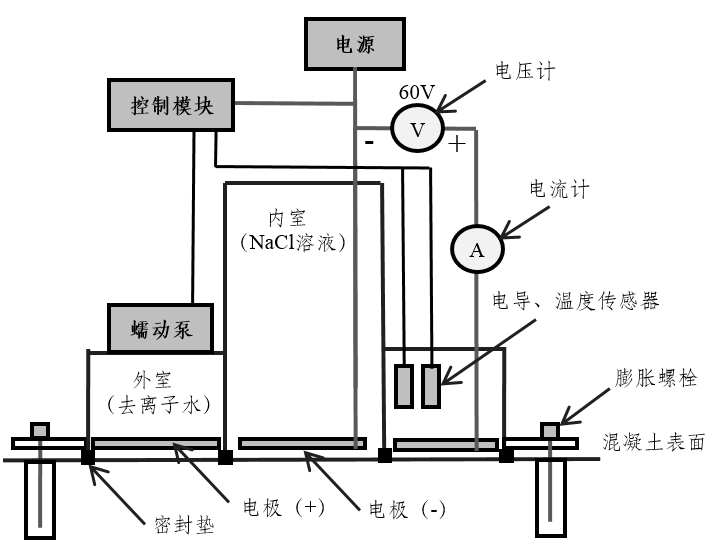 电源
电压计
60V
控制模块
V
-
+
电流计
内室
（NaCl溶液）
A
电导、温度传感器
蠕动泵
外室
（去离子水）
膨胀螺栓
混凝土表面
电极（+）
电极（-）
密封垫